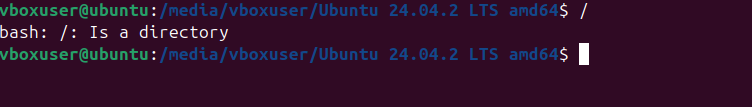 vboxuser@ubuntu:/media/vboxuser/Ubuntu 24.04.2 LTS amd64$ /
bash: /: Is a directory
vboxuser@ubuntu:/media/vboxuser/Ubuntu 24.04.2 LTS amd64$